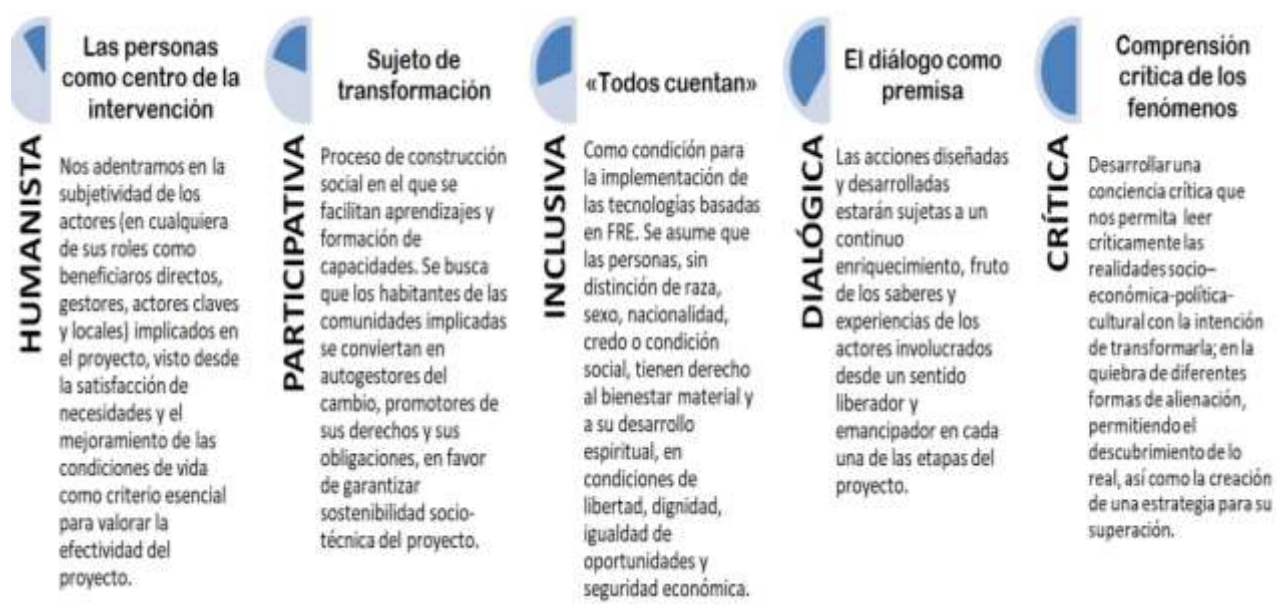 HUMANISTA
Las personas
como centro de la
intervención
Nos adentramos en la
subjetividad de los
actores (en cualquiera
de sus roles como
beneficiaros directos,
gestores, actores claves
y locales) implicados en
el proyecto, visto desde
la satisfacción de
necesidades y el
mejoramiento de las
condiciones de vida
como criterio esencial
para valorar la
efectividad del
proyecto.
PARTICIPATIVA
Sujeto de
transformación
Proceso de construcción
social en el que se
facilitan aprendizajes y
formación de
capacidades. Se busca
que los habitantes de las
comunidades implicadas
se conviertan en
autogestores del
cambio, promotores de
sus derechos y sus
obligaciones, en favor
de garantizar
sostenibilidad socio-
técnica del proyecto.
INCLUSIVA
«Todos cuentan»
Como condición para
la implementación de
las tecnologías basadas
en FRE. Se asume que
las personas, sin
distinción de raza,
sexo, nacionalidad,
credo o condición
social, tienen derecho
al bienestar material y
a su desarrollo
espiritual, en
condiciones de
libertad, dignidad,
igualdad de
oportunidades y
seguridad económica.
DIALÓGICA
El diálogo como
premisa
Las acciones diseñadas
y desarrolladas
estarán sujetas a un
continuo
enriquecimiento, fruto
de los saberes y
experiencias de los
actores involucrados
desde un sentido
liberador y
emancipador en cada
una de las etapas del
proyecto.
CRÍTICA
Comprensión
crítica de los
fenómenos
Desarrollar una
conciencia crítica que
nos permita leer
críticamente las
realidades socio–
económica-política-
cultural con la intención
de transformarla; en la
quiebra de diferentes
formas de alienación,
permitiendo el
descubrimiento de lo
real, así como la creación
de una estrategia para su
superación.